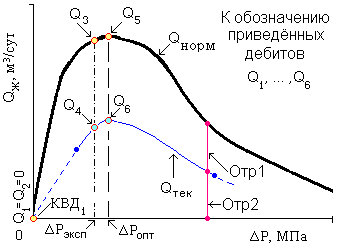 Q3
Q5
К обозначению
приведённых
дебитов
Q1, ... ,Q6
Qнорм
Qж, м³/сут
Q4
Q6
Qтек
Отр1
Отр2
Q1=Q2=0
КВД1
0
ΔPэксп
ΔPопт
ΔP, МПа